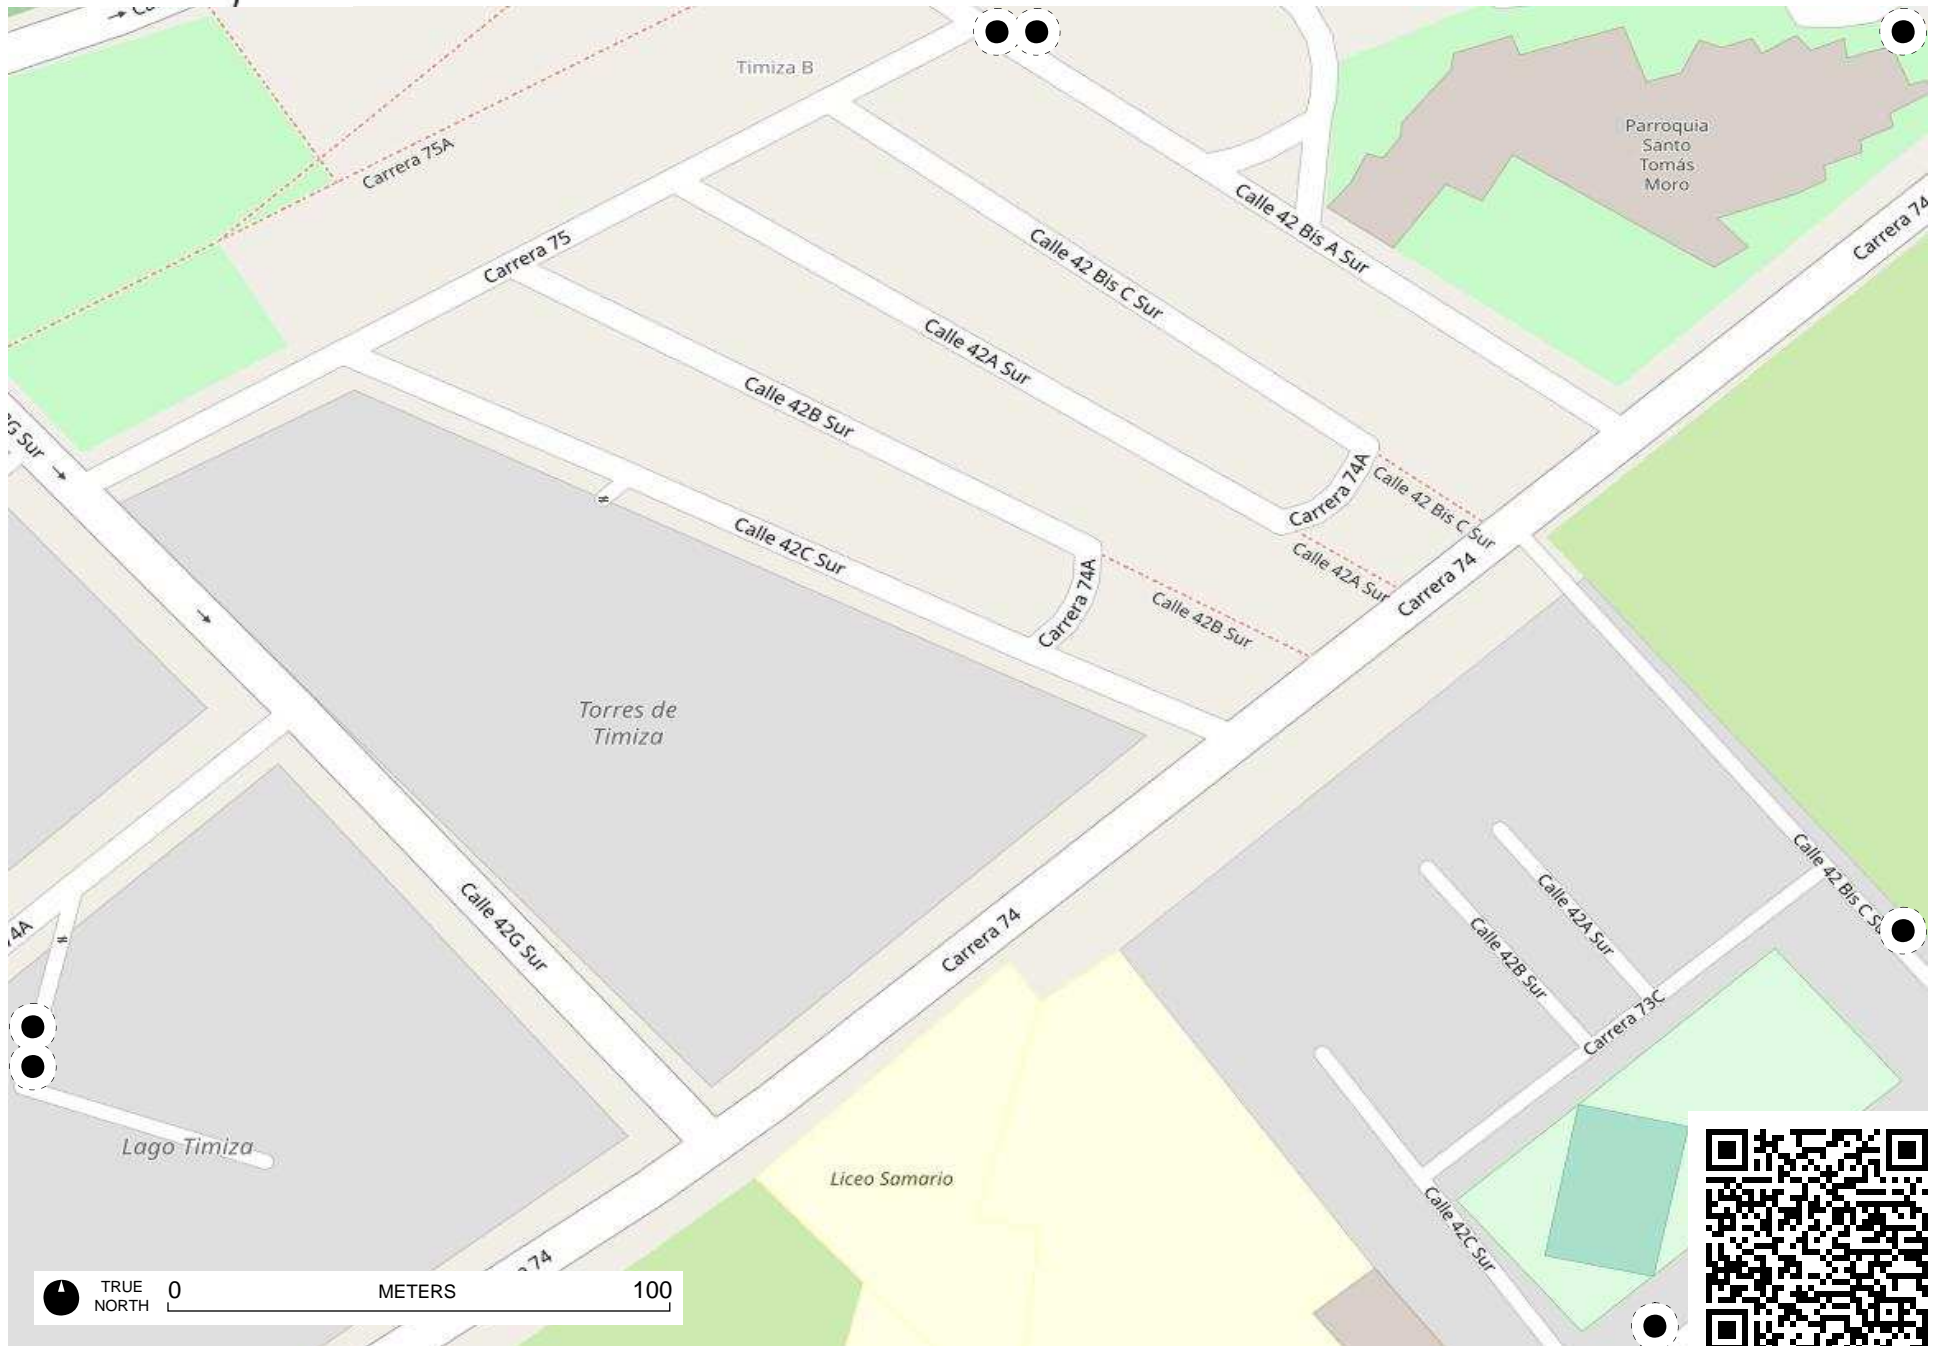 Timiza B
Carrera 75A
Parroquia
Santo
Tomás
Moro
Carrera 74
Calle 42 Bis A Sur
Carrera 75
Calle 42 Bis C Sur
Calle 42A Sur
Calle 42B Sur
G Sur
Carrera 74A
Calle 42 Bis C Sur
Calle 42C Sur
Calle 42A Sur
Carrera 74
Carrera 74A
Calle 42B Sur
Torres de
Timiza
Calle 42 Bis C Su
Calle 42A Sur
Calle 42B Sur
Calle 42G Sur
Carrera 74
4A
Carrera 73C
Lago Timiza
Liceo Samario
Calle 42C Sur
74
TRUE
NORTH
0 METERS 100